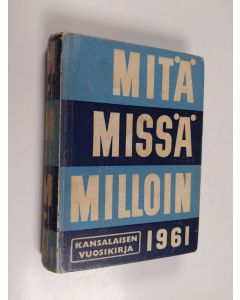 MITÄ
MISSÄ
MILLOIN
KANSALAISEN
VUOSIKIRJA
1961